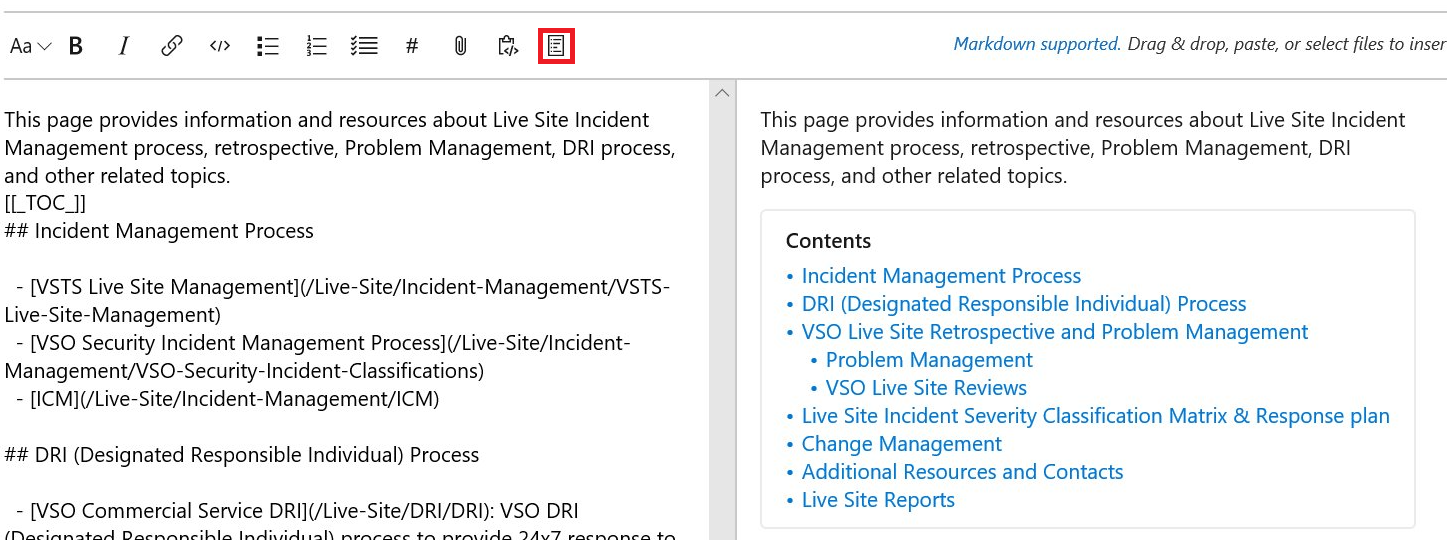 Aa B I </> #
Markdown supported. Drag & drop, paste, or select files to inser
This page provides information and resources about Live Site Incident
Management process, retrospective, Problem Management, DRI process,
and other related topics.
[[_TOC_]]
## Incident Management Process
- [VSTS Live Site Management](/Live-Site/Incident-Management/VSTS-
Live-Site-Management)
- [VSO Security Incident Management Process](/Live-Site/Incident-
Management/VSO-Security-Incident-Classifications)
- [ICM](/Live-Site/Incident-Management/ICM)
## DRI (Designated Responsible Individual) Process
- [VSO Commercial Service DRI](/Live-Site/DRI/DRI): VSO DRI
(Designated Responsible Individual) process to provide 24x7 response to
This page provides information and resources about Live Site Incident
Management process, retrospective, Problem Management, DRI
process, and other related topics.
Contents
• Incident Management Process
• DRI (Designated Responsible Individual) Process
• VSO Live Site Retrospective and Problem Management
• Problem Management
• VSO Live Site Reviews
• Live Site Incident Severity Classification Matrix & Response plan
• Change Management
• Additional Resources and Contacts
• Live Site Reports